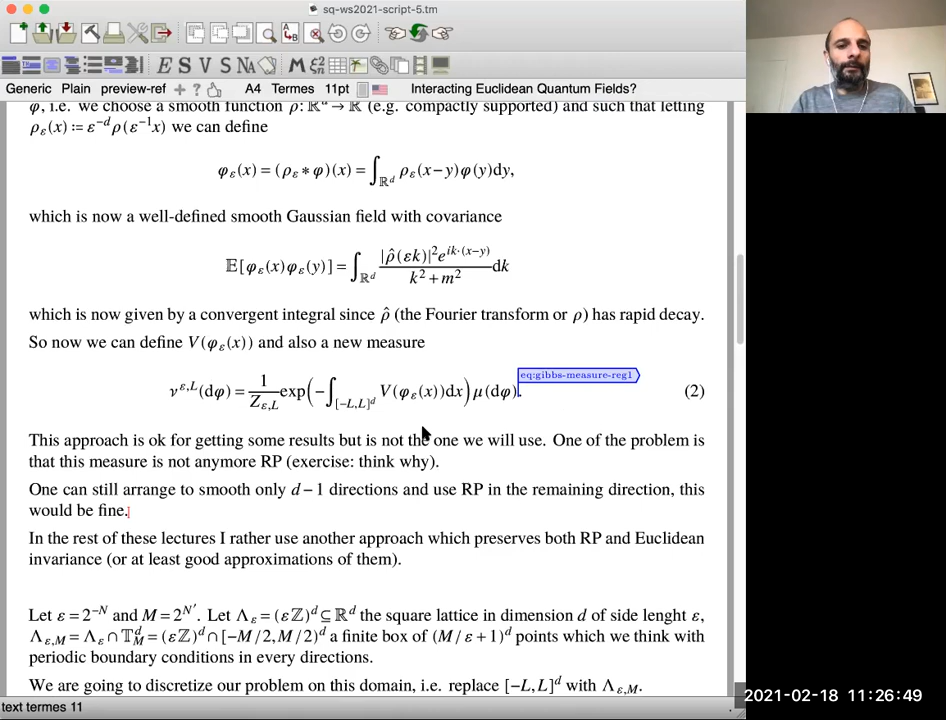 sq-ws2021-script-5.tm
E S V S NA
Generic Plain preview-ref + ? A4 Termes 11pt Interacting Euclidean Quantum Fields?
φ, i.e. we choose a smooth function ρ: ℝᵈ → ℝ (e.g. compactly supported) and such that letting
ρ_ε(x) ≔ ε^{-d}ρ(ε^{-1}x) we can define
φ_ε(x) = (ρ_ε ∗ φ)(x) = ∫_{ℝ^d} ρ_ε(x−y)φ(y)dy,
which is now a well-defined smooth Gaussian field with covariance
𝔼[φ_ε(x)φ_ε(y)] = ∫_{ℝ^d} |ρ̂(εk)|² e^{ik·(x−y)} / (k² + m²) dk
which is now given by a convergent integral since ρ̂ (the Fourier transform or ρ) has rapid decay.
So now we can define V(φ_ε(x)) and also a new measure
eq:gibbs-measure-reg1
ν^{ε,L}(dφ) = 1/Z_{ε,L} exp(−∫_{[−L,L]^d} V(φ_ε(x))dx) μ(dφ). (2)
This approach is ok for getting some results but is not the one we will use. One of the problem is
that this measure is not anymore RP (exercise: think why).
One can still arrange to smooth only d−1 directions and use RP in the remaining direction, this
would be fine.
In the rest of these lectures I rather use another approach which preserves both RP and Euclidean
invariance (or at least good approximations of them).
Let ε = 2^{−N} and M = 2^{N′}. Let Λ_ε = (εℤ)^d ⊆ ℝ^d the square lattice in dimension d of side lenght ε,
Λ_{ε,M} = Λ_ε ∩ 𝕋_M^d = (εℤ)^d ∩ [−M/2, M/2)^d a finite box of (M/ε+1)^d points which we think with
periodic boundary conditions in every directions.
We are going to discretize our problem on this domain, i.e. replace [−L,L]^d with Λ_{ε,M}.
text termes 11
2021-02-18 11:26:49